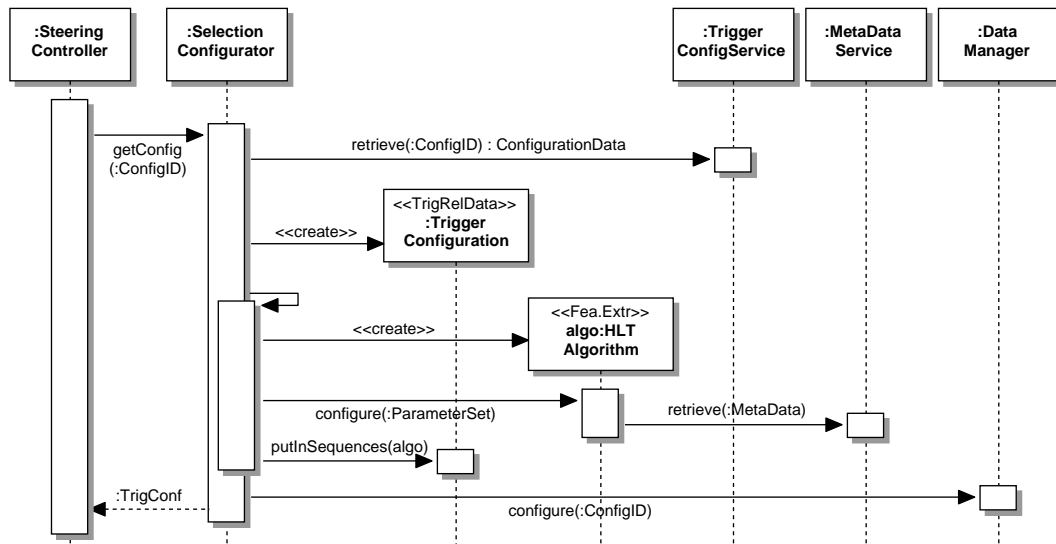 :Steering
Controller
:Selection
Configurator
:Trigger
ConfigService
:MetaData
Service
:Data
Manager
getConfig
(:ConfigID)
retrieve(:ConfigID) : ConfigurationData
<<TrigRelData>>
:Trigger
Configuration
<<create>>
<<Fea.Extr>>
algo:HLT
Algorithm
<<create>>
configure(:ParameterSet)
retrieve(:MetaData)
putInSequences(algo)
:TrigConf
configure(:ConfigID)